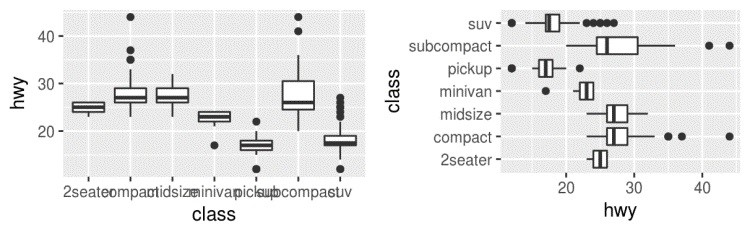 hwy
40
30
20
2seater compact midsize minivan pickup subcompact suv
class
class
suv
subcompact
pickup
minivan
midsize
compact
2seater
20 30 40
hwy